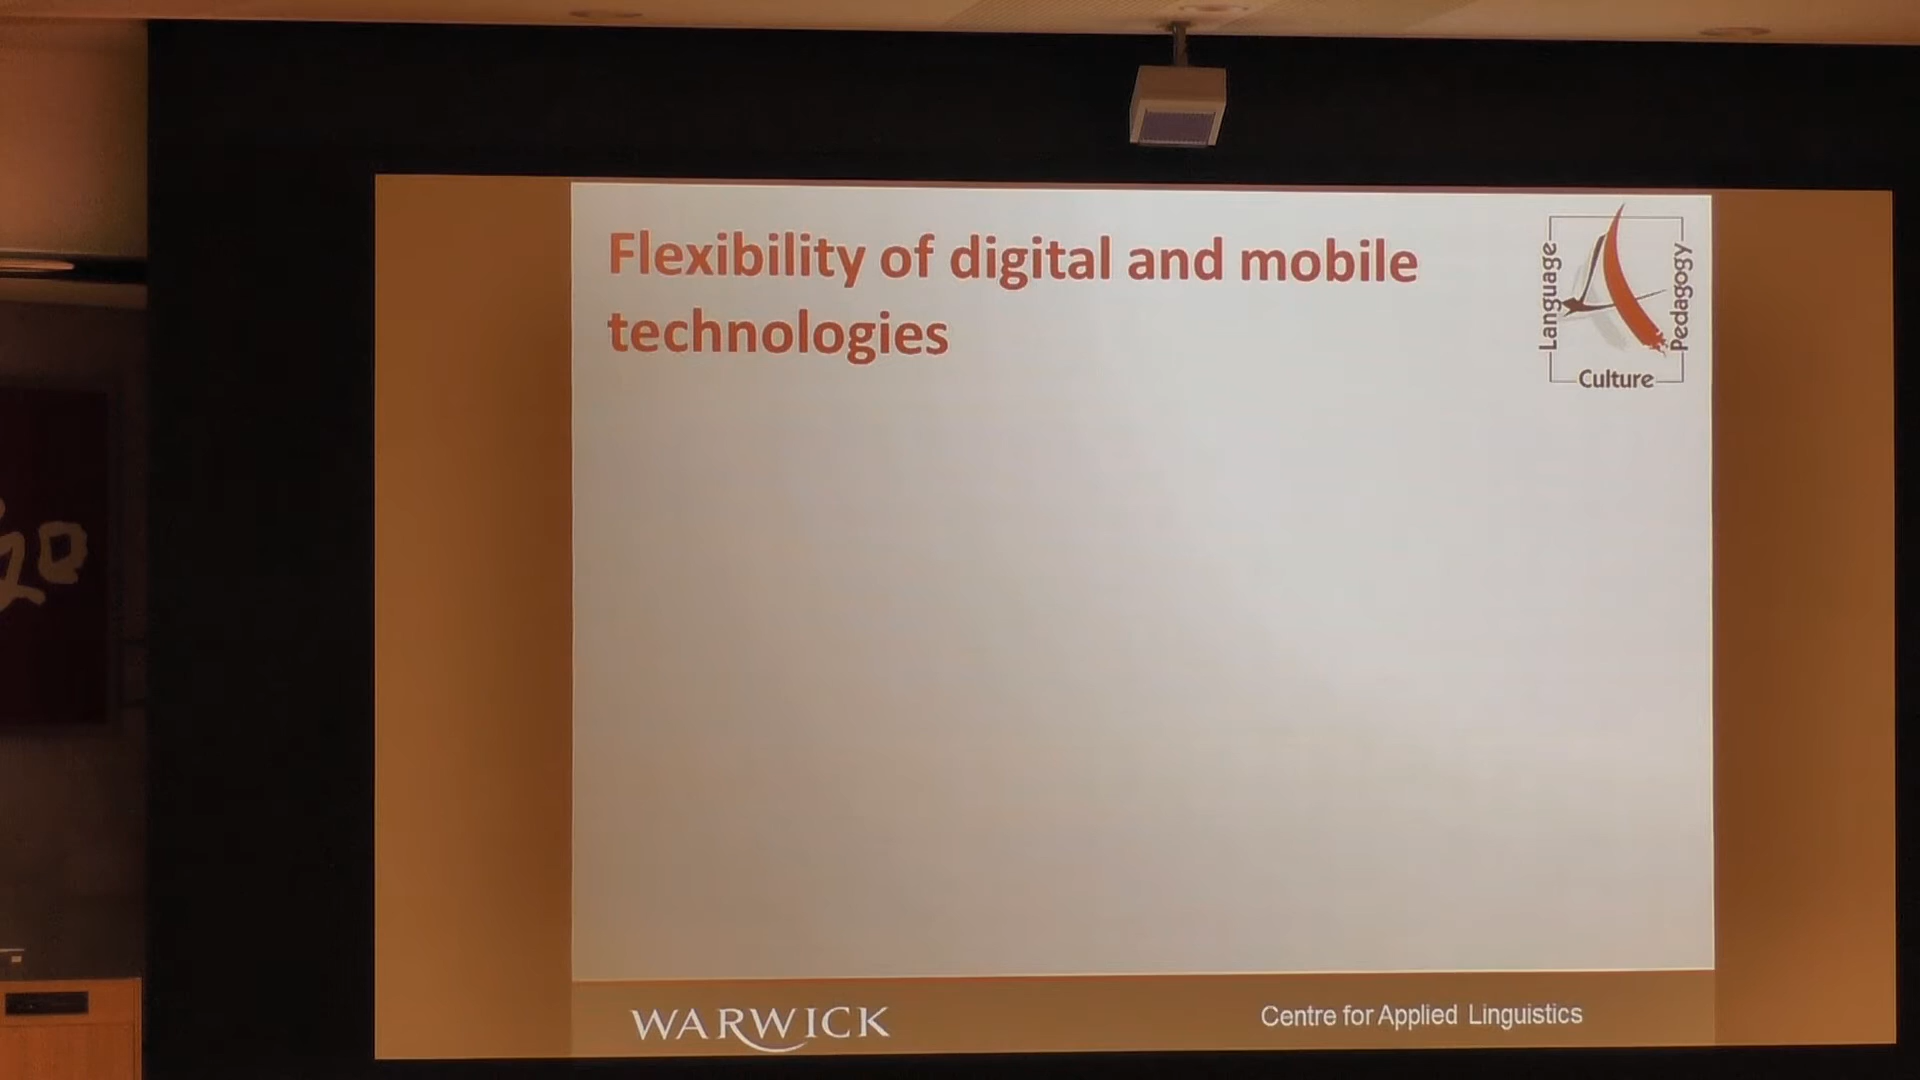 Flexibility of digital and mobile
technologies
Language
Pedagogy
Culture
WARWICK
Centre for Applied Linguistics